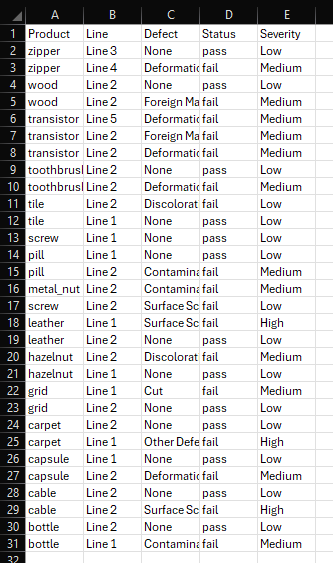 A B C D E
1 Product Line Defect Status Severity
2 zipper Line 3 None pass Low
3 zipper Line 4 Deformatic fail Medium
4 wood Line 2 None pass Low
5 wood Line 2 Foreign Ma fail Medium
6 transistor Line 5 Deformatic fail Medium
7 transistor Line 2 Foreign Ma fail Medium
8 transistor Line 2 Deformatic fail Medium
9 toothbrusl Line 2 None pass Low
10 toothbrusl Line 2 Deformatic fail Medium
11 tile Line 2 Discolorat fail Low
12 tile Line 1 None pass Low
13 screw Line 1 None pass Low
14 pill Line 1 None pass Low
15 pill Line 2 Contamina fail Medium
16 metal_nut Line 2 Contamina fail Medium
17 screw Line 2 Surface Sc fail Low
18 leather Line 1 Surface Sc fail High
19 leather Line 2 None pass Low
20 hazelnut Line 2 Discolorat fail Medium
21 hazelnut Line 1 None pass Low
22 grid Line 1 Cut fail Medium
23 grid Line 2 None pass Low
24 carpet Line 2 None pass Low
25 carpet Line 1 Other Defe fail High
26 capsule Line 1 None pass Low
27 capsule Line 2 Deformatic fail Medium
28 cable Line 2 None pass Low
29 cable Line 2 Surface Sc fail High
30 bottle Line 2 None pass Low
31 bottle Line 1 Contamina fail Medium
32